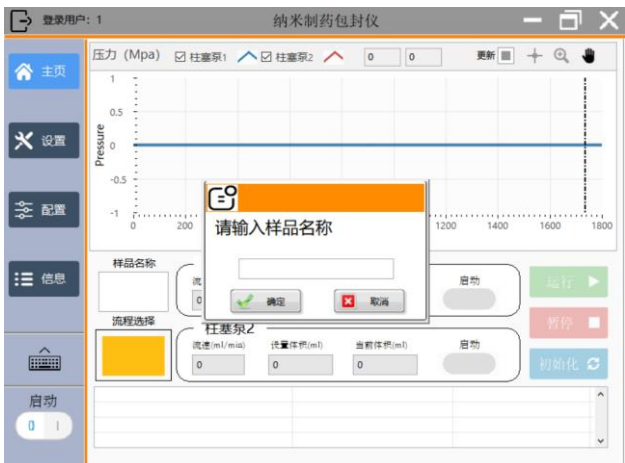 登录用户: 1
纳米制药包封仪
主页
设置
配置
信息
启动
0 I
压力 (Mpa)
柱塞泵1
柱塞泵2
0
0
更新
Pressure
1
0.5
0
-0.5
-1
0
200
1200
1400
1600
1800
请输入样品名称
确定
取消
样品名称
流
0
启动
运行
流程选择
暂停
柱塞泵2
流速(ml/min)
设置体积(ml)
当前体积(ml)
启动
0
0
0
初始化